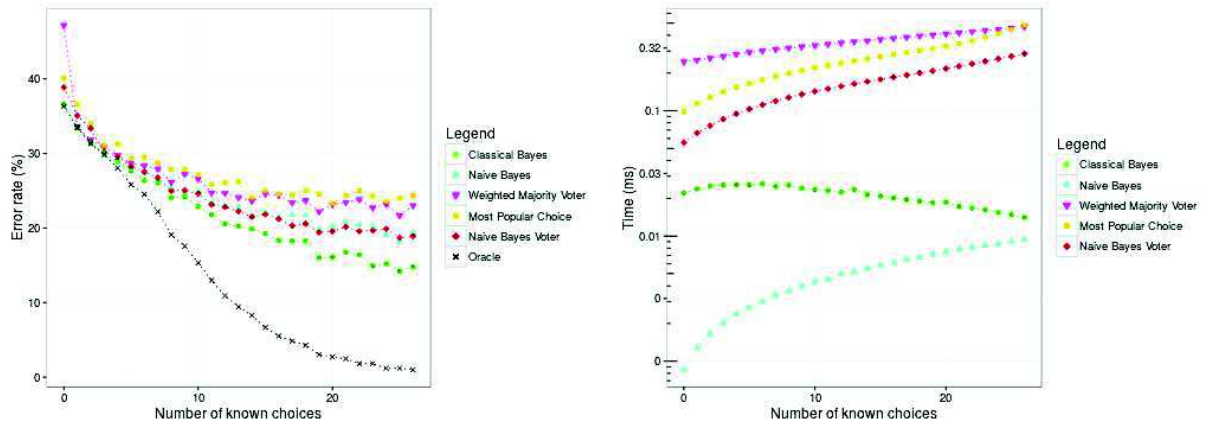 Error rate (%)
40
30
20
10
0
0
10
20
Number of known choices
Legend
Classical Bayes
Naive Bayes
Weighted Majority Voter
Most Popular Choice
Naive Bayes Voter
Oracle
Time (ms)
0.32
0.1
0.03
0.01
0
0
0
10
20
Number of known choices
Legend
Classical Bayes
Naive Bayes
Weighted Majority Voter
Most Popular Choice
Naive Bayes Voter